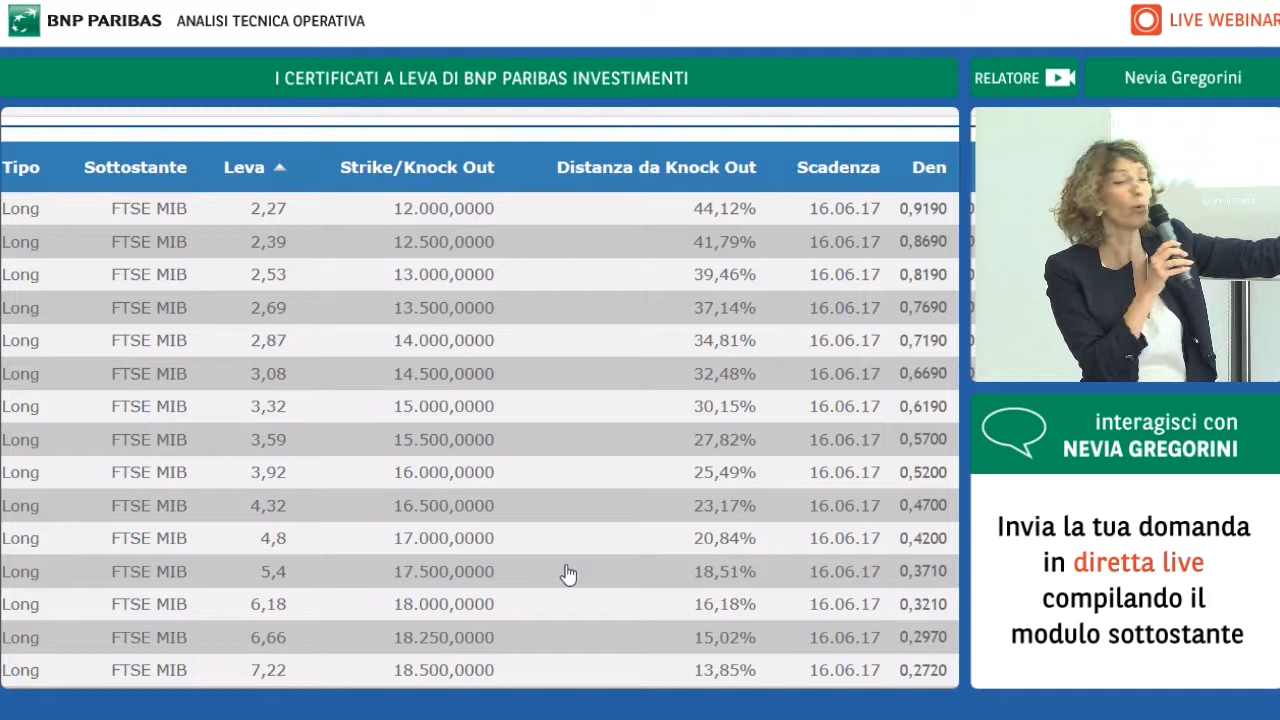 BNP PARIBAS ANALISI TECNICA OPERATIVA
LIVE WEBINAR
I CERTIFICATI A LEVA DI BNP PARIBAS INVESTIMENTI
RELATORE
Nevia Gregorini
Tipo Sottostante Leva Strike/Knock Out Distanza da Knock Out Scadenza Den
Long FTSE MIB 2,27 12.000,0000 44,12% 16.06.17 0,9190
Long FTSE MIB 2,39 12.500,0000 41,79% 16.06.17 0,8690
Long FTSE MIB 2,53 13.000,0000 39,46% 16.06.17 0,8190
Long FTSE MIB 2,69 13.500,0000 37,14% 16.06.17 0,7690
Long FTSE MIB 2,87 14.000,0000 34,81% 16.06.17 0,7190
Long FTSE MIB 3,08 14.500,0000 32,48% 16.06.17 0,6690
Long FTSE MIB 3,32 15.000,0000 30,15% 16.06.17 0,6190
Long FTSE MIB 3,59 15.500,0000 27,82% 16.06.17 0,5700
Long FTSE MIB 3,92 16.000,0000 25,49% 16.06.17 0,5200
Long FTSE MIB 4,32 16.500,0000 23,17% 16.06.17 0,4700
Long FTSE MIB 4,8 17.000,0000 20,84% 16.06.17 0,4200
Long FTSE MIB 5,4 17.500,0000 18,51% 16.06.17 0,3710
Long FTSE MIB 6,18 18.000,0000 16,18% 16.06.17 0,3210
Long FTSE MIB 6,66 18.250,0000 15,02% 16.06.17 0,2970
Long FTSE MIB 7,22 18.500,0000 13,85% 16.06.17 0,2720
interagisci con
NEVIA GREGORINI
Invia la tua domanda
in diretta live
compilando il
modulo sottostante